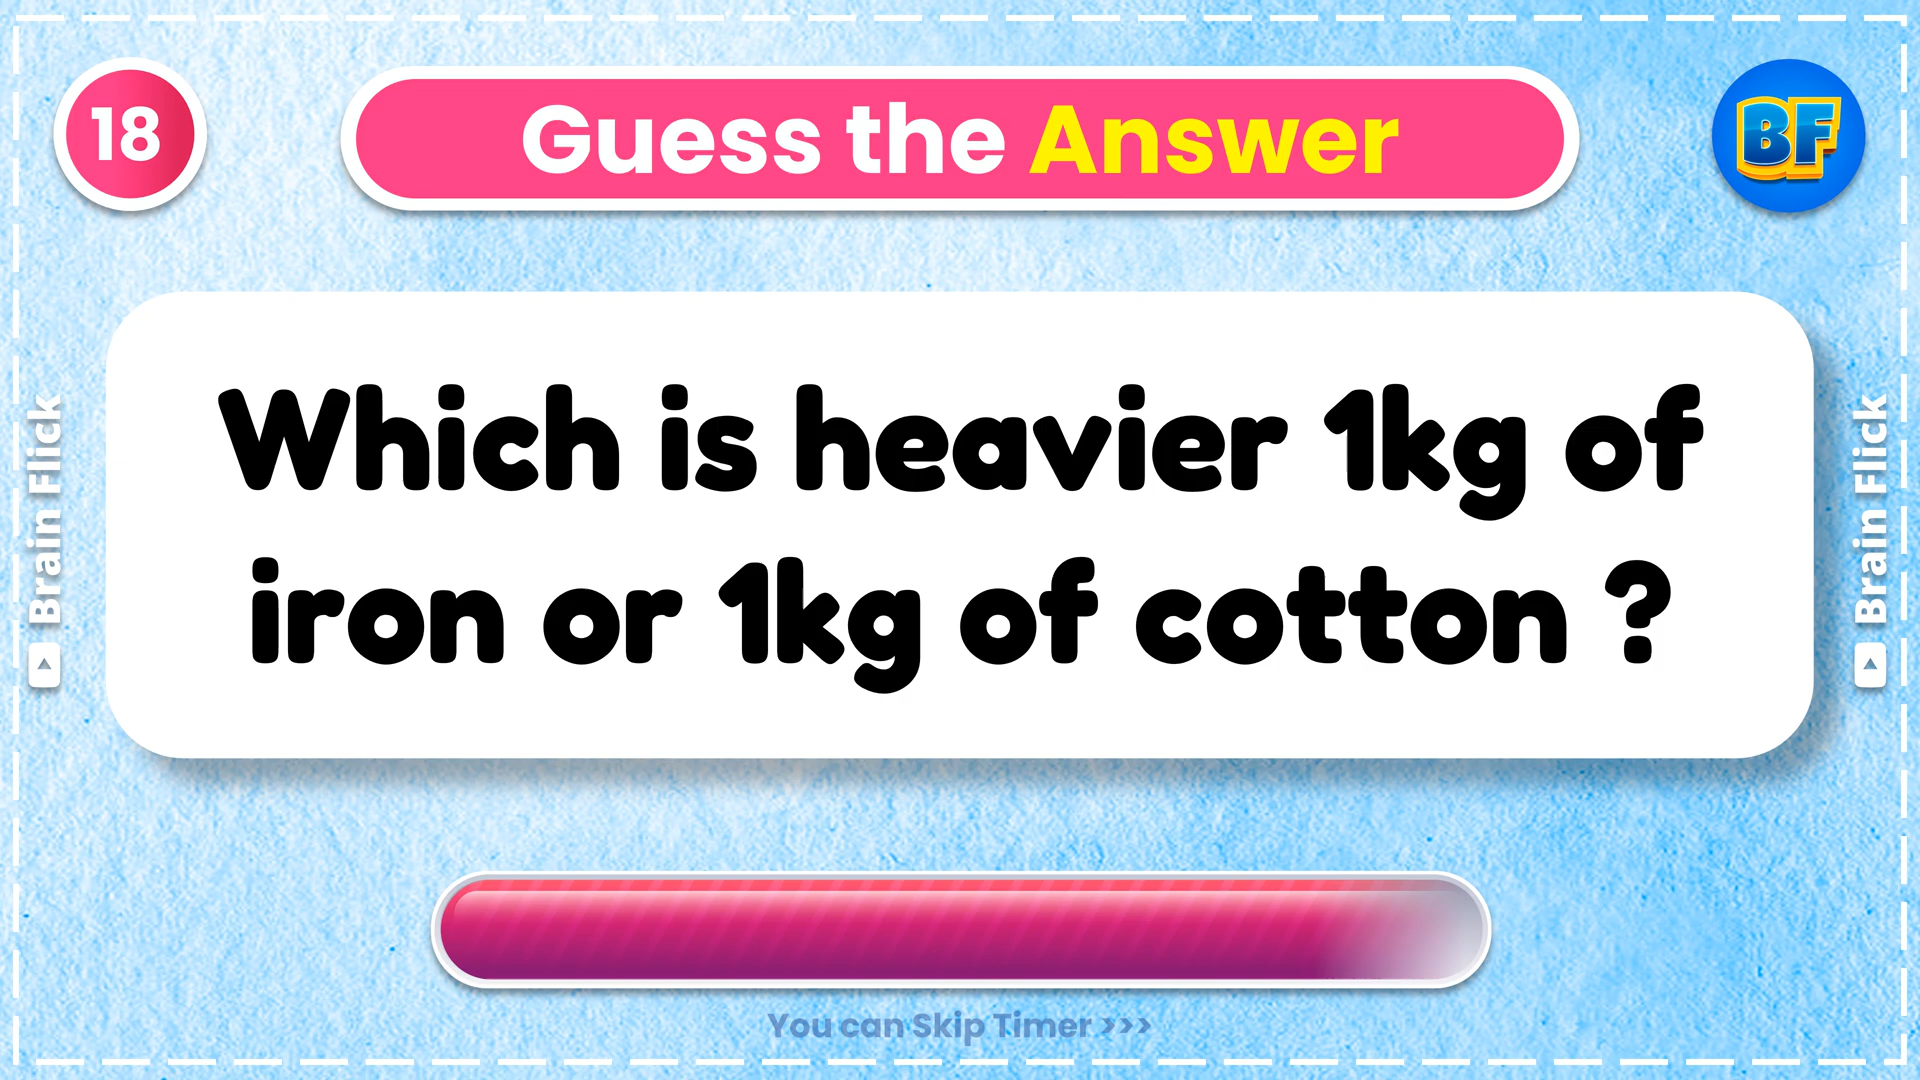 18
Guess the Answer
BF
Which is heavier 1kg of
iron or 1kg of cotton ?
Brain Flick
Brain Flick
You can Skip Timer >>>